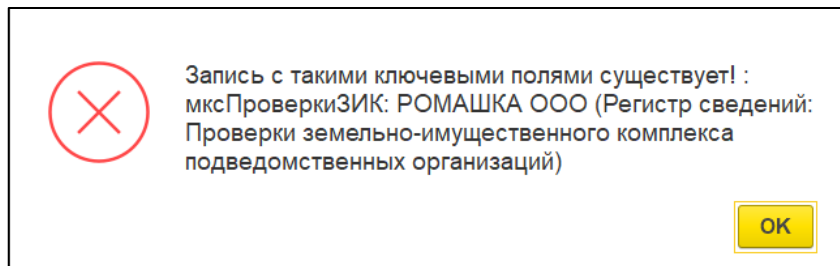 Запись с такими ключевыми полями существует! :
мксПроверкиЗИК: РОМАШКА ООО (Регистр сведений:
Проверки земельно-имущественного комплекса
подведомственных организаций)
OK